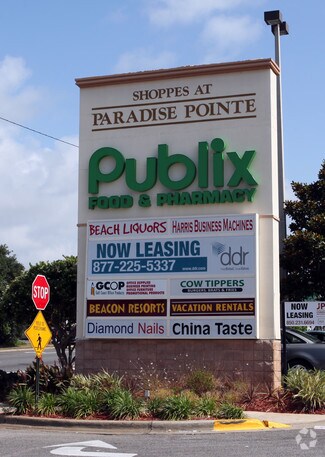 SHOPPES AT
PARADISE POINTE
Publix
FOOD & PHARMACY
BEACH LIQUORS
HARRIS BUSINESS MACHINES
NOW LEASING
877-225-5337
ddr
GCOP
COW TIPPERS
BEACON RESORTS
VACATION RENTALS
Diamond Nails
China Taste
STOP
NOW LEASING